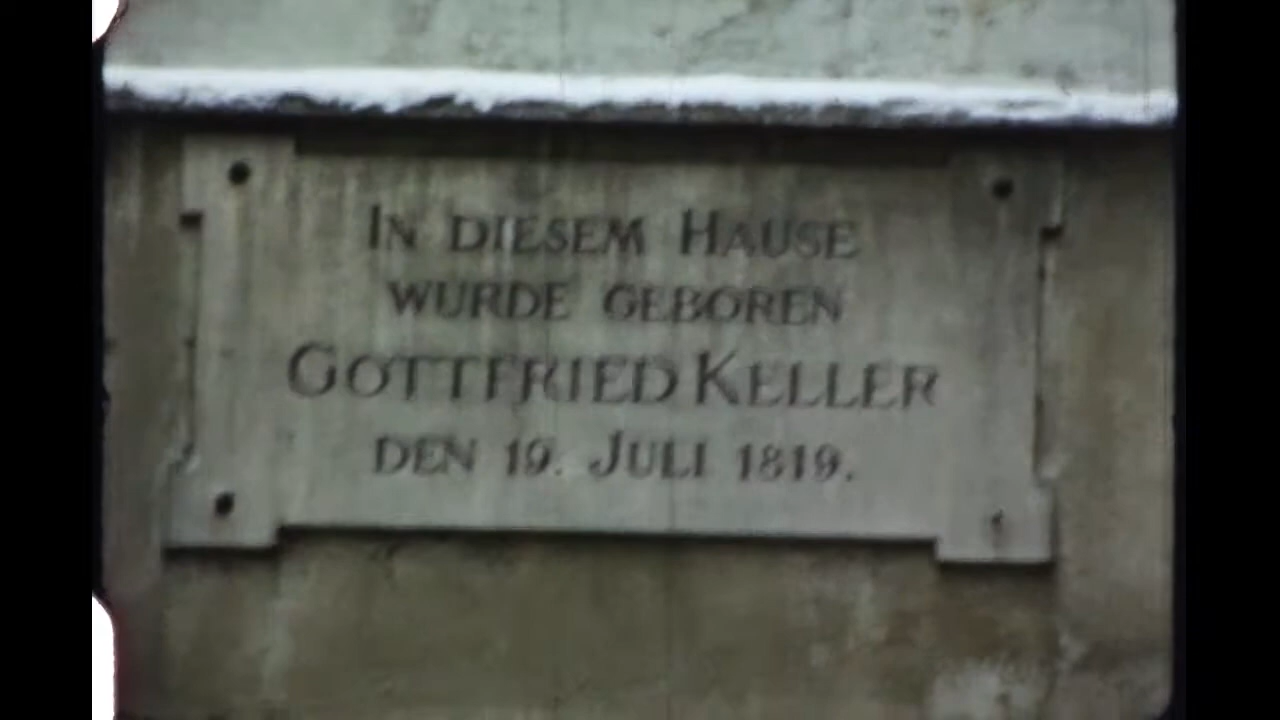 In diesem Hause
wurde geboren
Gottfried Keller
den 19. Juli 1819.